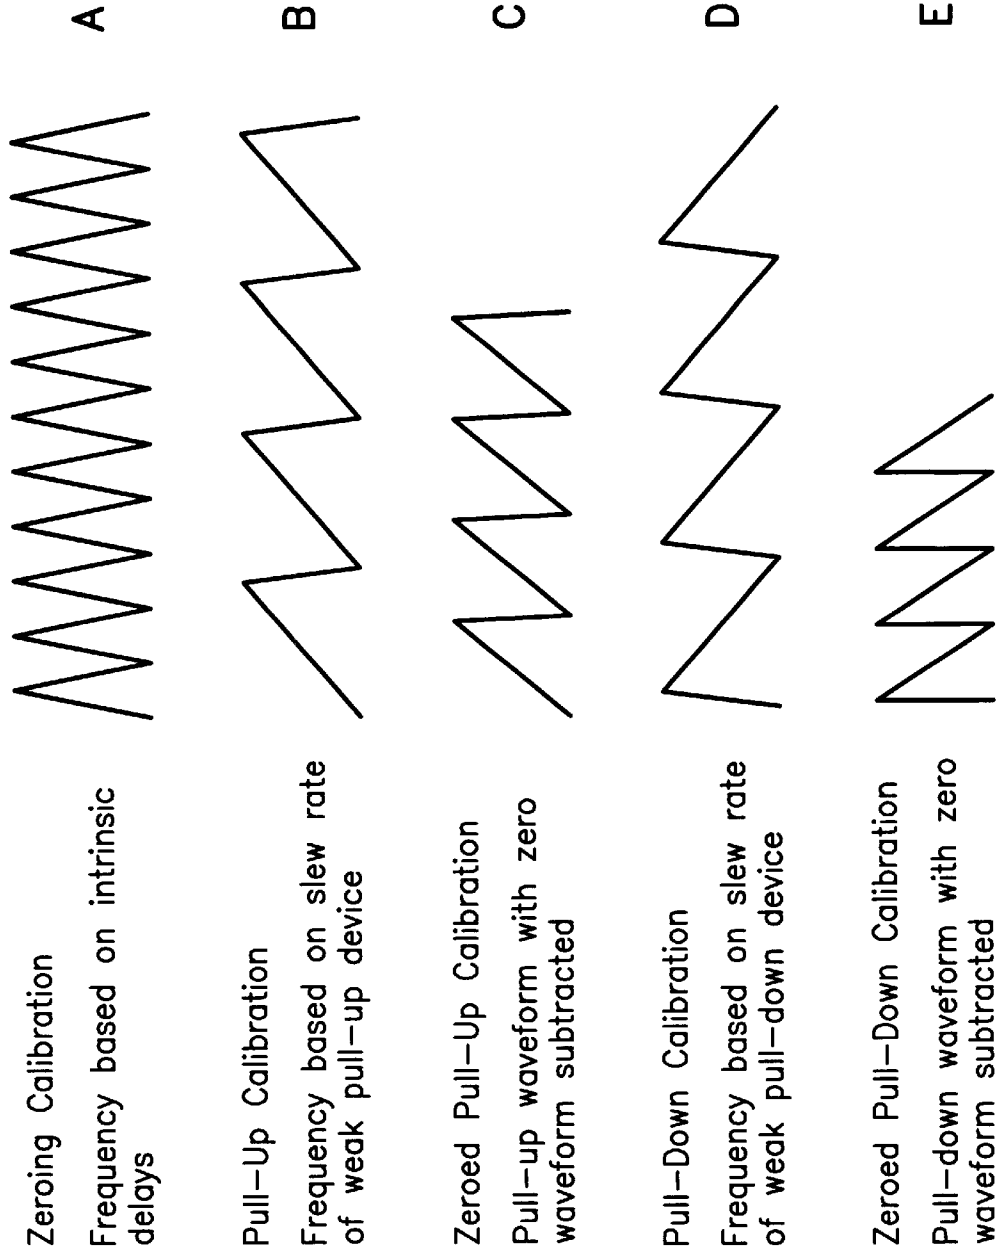 Zeroing Calibration
Frequency based on intrinsic
delays
A
Pull-Up Calibration
Frequency based on slew rate
of weak pull-up device
B
Zeroed Pull-Up Calibration
Pull-up waveform with zero
waveform subtracted
C
Pull-Down Calibration
Frequency based on slew rate
of weak pull-down device
D
Zeroed Pull-Down Calibration
Pull-down waveform with zero
waveform subtracted
E